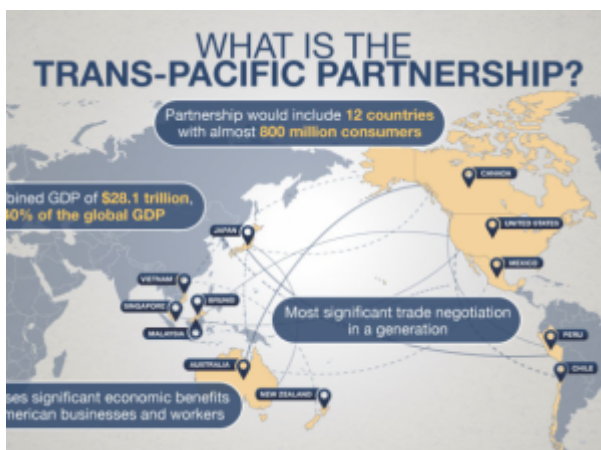 WHAT IS THE
TRANS-PACIFIC PARTNERSHIP?
Partnership would include 12 countries
with almost 800 million consumers
bined GDP of $28.1 trillion,
40% of the global GDP
CANADA
UNITED STATES
MEXICO
JAPAN
VIETNAM
SINGAPORE
BRUNEI
MALAYSIA
Most significant trade negotiation
in a generation
PERU
CHILE
AUSTRALIA
NEW ZEALAND
ses significant economic benefits
merican businesses and workers